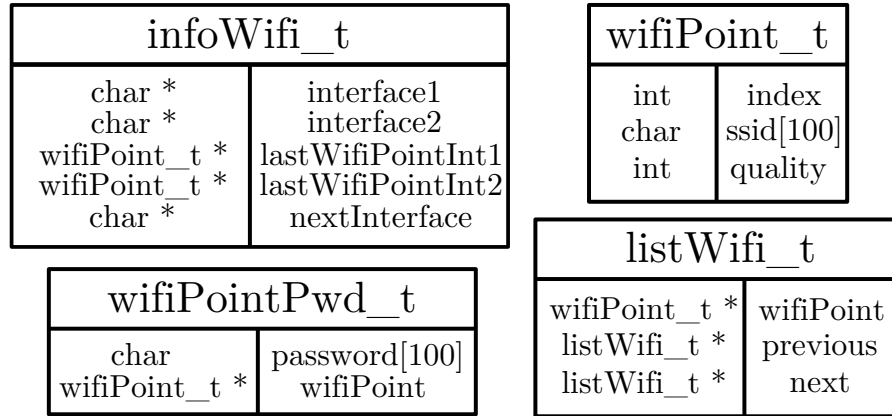 infoWifi_t
char * interface1
char * interface2
wifiPoint_t * lastWifiPointInt1
wifiPoint_t * lastWifiPointInt2
char * nextInterface
wifiPoint_t
int index
char ssid[100]
int quality
wifiPointPwd_t
char password[100]
wifiPoint_t * wifiPoint
listWifi_t
wifiPoint_t * wifiPoint
listWifi_t * previous
listWifi_t * next